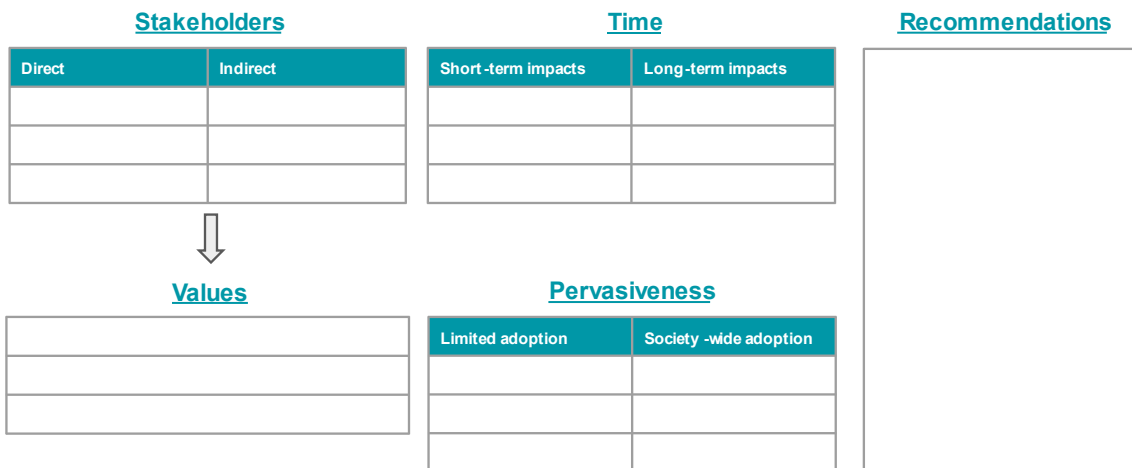 Stakeholders
Time
Recommendations
Direct
Indirect
Short-term impacts
Long-term impacts
Values
Pervasiveness
Limited adoption
Society-wide adoption